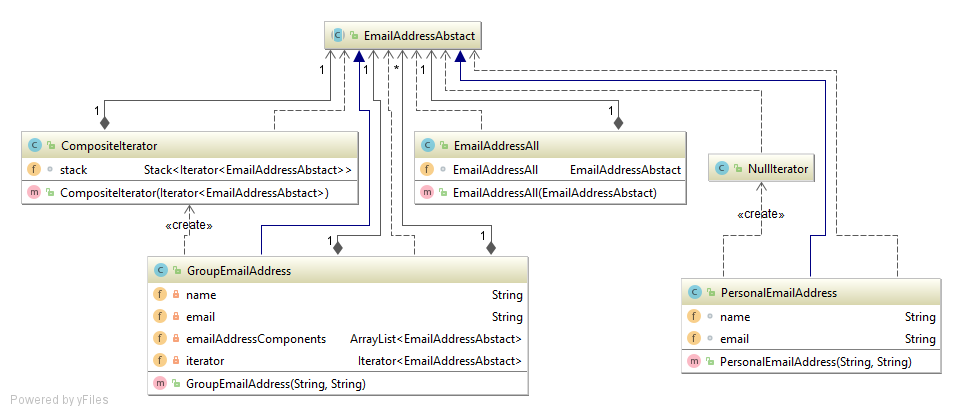 EmailAddressAbstact
1
1
*
1
1
1
CompositeIterator
stack Stack<Iterator<EmailAddressAbstact>>
CompositeIterator(Iterator<EmailAddressAbstact>)
EmailAddressAll
EmailAddressAll EmailAddressAbstact
EmailAddressAll(EmailAddressAbstact)
NullIterator
«create»
«create»
1
1
GroupEmailAddress
name String
email String
emailAddressComponents ArrayList<EmailAddressAbstact>
iterator Iterator<EmailAddressAbstact>
GroupEmailAddress(String, String)
PersonalEmailAddress
name String
email String
PersonalEmailAddress(String, String)
Powered by yFiles